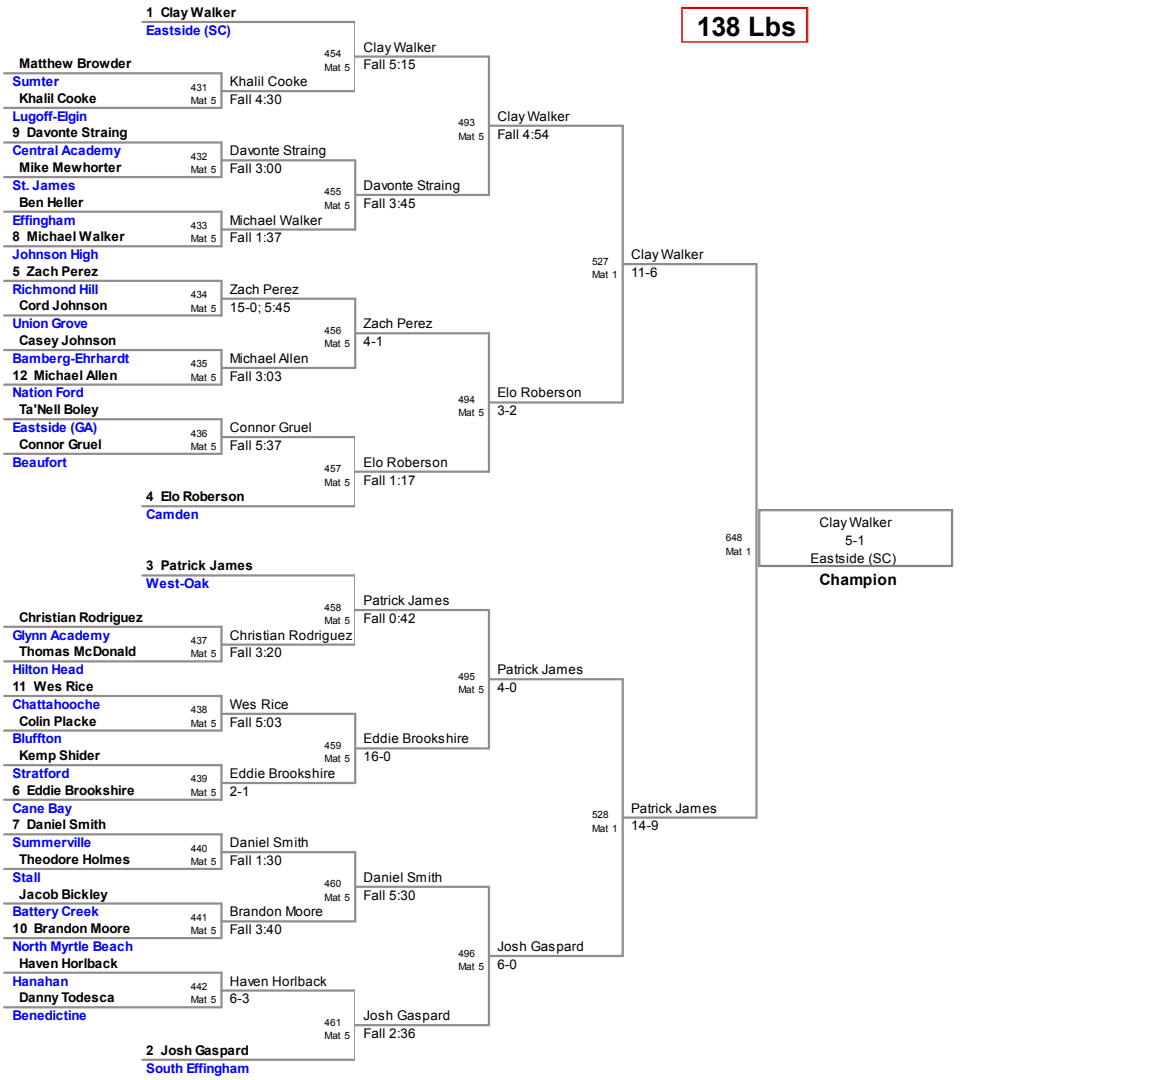 138 Lbs
1 Clay Walker
Eastside (SC)
454
Mat 5
Clay Walker
Fall 5:15
Matthew Browder
Sumter
431
Mat 5
Khalil Cooke
Fall 4:30
Khalil Cooke
Lugoff-Elgin
493
Mat 5
Clay Walker
Fall 4:54
9 Davonte Straing
Central Academy
432
Mat 5
Davonte Straing
Fall 3:00
Mike Mewhorter
St. James
455
Mat 5
Davonte Straing
Fall 3:45
Ben Heller
Effingham
433
Mat 5
Michael Walker
Fall 1:37
8 Michael Walker
Johnson High
527
Mat 1
Clay Walker
11-6
5 Zach Perez
Richmond Hill
434
Mat 5
Zach Perez
15-0; 5:45
Cord Johnson
Union Grove
456
Mat 5
Zach Perez
4-1
Casey Johnson
Bamberg-Ehrhardt
435
Mat 5
Michael Allen
Fall 3:03
12 Michael Allen
Nation Ford
494
Mat 5
Elo Roberson
3-2
Ta'Nell Boley
Eastside (GA)
436
Mat 5
Connor Gruel
Fall 5:37
Connor Gruel
Beaufort
457
Mat 5
Elo Roberson
Fall 1:17
4 Elo Roberson
Camden
648
Mat 1
Clay Walker
5-1
Eastside (SC)
Champion
3 Patrick James
West-Oak
458
Mat 5
Patrick James
Fall 0:42
Christian Rodriguez
Glynn Academy
437
Mat 5
Christian Rodriguez
Fall 3:20
Thomas McDonald
Hilton Head
495
Mat 5
Patrick James
4-0
11 Wes Rice
Chattahooche
438
Mat 5
Wes Rice
Fall 5:03
Colin Placke
Bluffton
459
Mat 5
Eddie Brookshire
16-0
Kemp Shider
Stratford
439
Mat 5
Eddie Brookshire
2-1
6 Eddie Brookshire
Cane Bay
528
Mat 1
Patrick James
14-9
7 Daniel Smith
Summerville
440
Mat 5
Daniel Smith
Fall 1:30
Theodore Holmes
Stall
460
Mat 5
Daniel Smith
Fall 5:30
Jacob Bickley
Battery Creek
441
Mat 5
Brandon Moore
Fall 3:40
10 Brandon Moore
North Myrtle Beach
496
Mat 5
Josh Gaspard
6-0
Haven Horlback
Hanahan
442
Mat 5
Haven Horlback
6-3
Danny Todesca
Benedictine
461
Mat 5
Josh Gaspard
Fall 2:36
2 Josh Gaspard
South Effingham